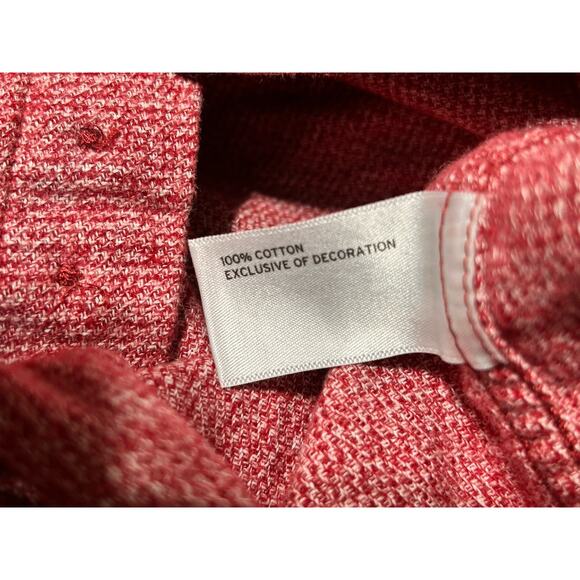 100% COTTON
EXCLUSIVE OF DECORATION